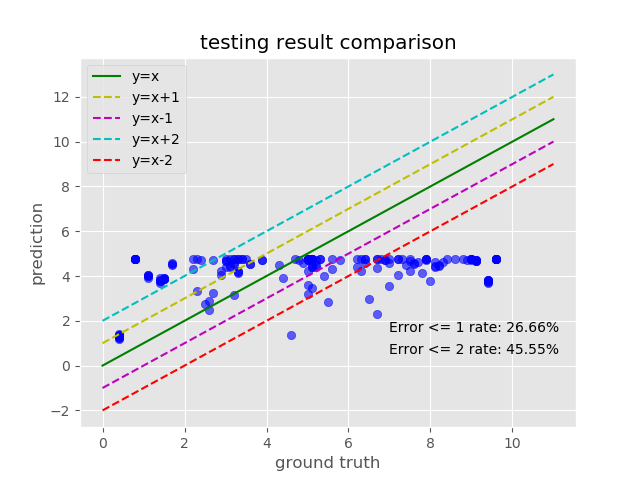 testing result comparison
y=x
y=x+1
y=x-1
y=x+2
y=x-2
12
10
8
6
4
2
0
−2
prediction
Error <= 1 rate: 26.66%
Error <= 2 rate: 45.55%
0 2 4 6 8 10
ground truth